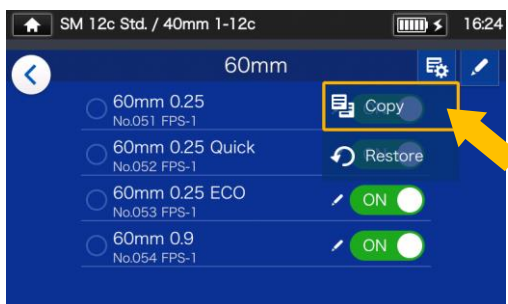 SM 12c Std. / 40mm 1-12c 16:24
60mm
60mm 0.25
No.051 FPS-1
Copy
60mm 0.25 Quick
No.052 FPS-1
Restore
60mm 0.25 ECO
No.053 FPS-1
ON
60mm 0.9
No.054 FPS-1
ON